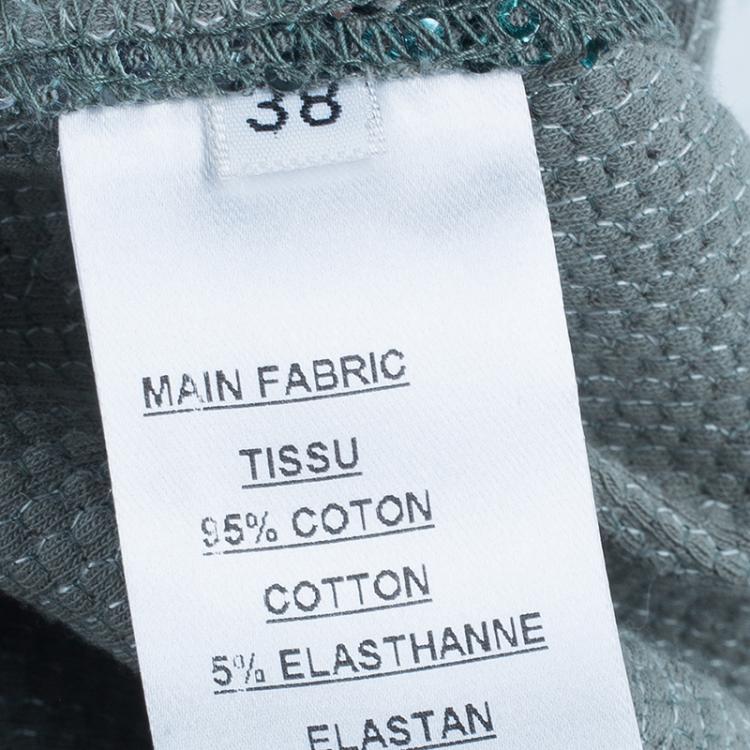 38
MAIN FABRIC
TISSU
95% COTON
COTTON
5% ELASTHANNE
ELASTAN